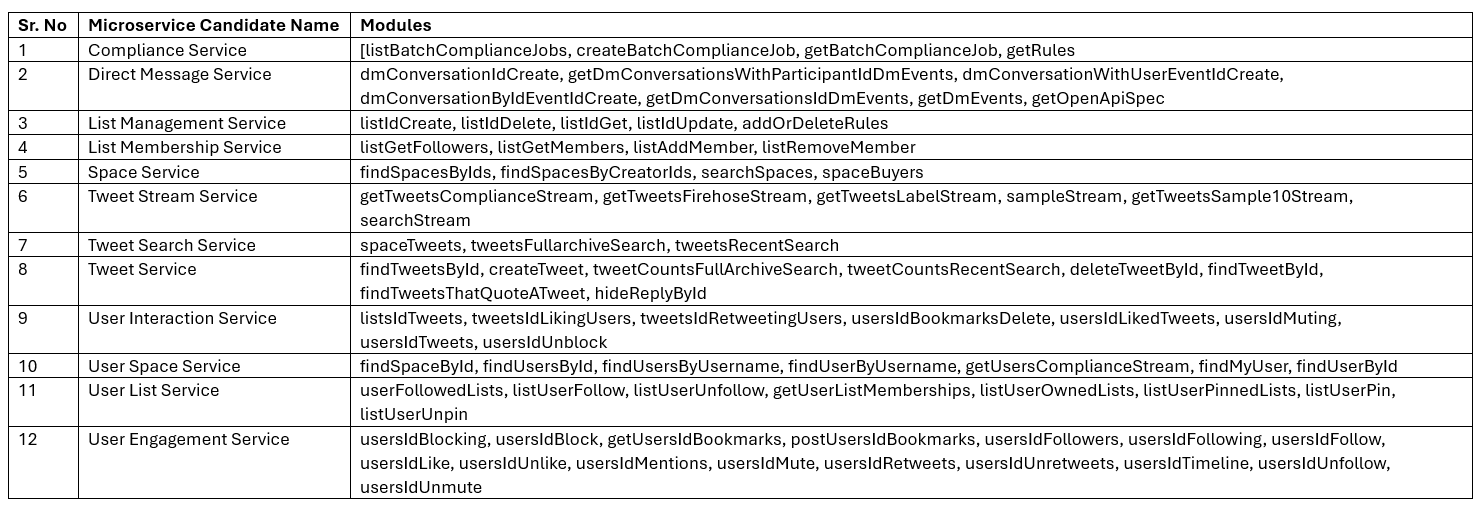 Sr. No Microservice Candidate Name Modules
1 Compliance Service [listBatchComplianceJobs, createBatchComplianceJob, getBatchComplianceJob, getRules
2 Direct Message Service dmConversationIdCreate, getDmConversationsWithParticipantIdDmEvents, dmConversationWithUserEventIdCreate,
dmConversationByIdEventIdCreate, getDmConversationsIdDmEvents, getDmEvents, getOpenApiSpec
3 List Management Service listIdCreate, listIdDelete, listIdGet, listIdUpdate, addOrDeleteRules
4 List Membership Service listGetFollowers, listGetMembers, listAddMember, listRemoveMember
5 Space Service findSpacesByIds, findSpacesByCreatorIds, searchSpaces, spaceBuyers
6 Tweet Stream Service getTweetsComplianceStream, getTweetsFirehoseStream, getTweetsLabelStream, sampleStream, getTweetsSample10Stream,
searchStream
7 Tweet Search Service spaceTweets, tweetsFullarchiveSearch, tweetsRecentSearch
8 Tweet Service findTweetsById, createTweet, tweetCountsFullArchiveSearch, tweetCountsRecentSearch, deleteTweetById, findTweetById,
findTweetsThatQuoteATweet, hideReplyById
9 User Interaction Service listsIdTweets, tweetsIdLikingUsers, tweetsIdRetweetingUsers, usersIdBookmarksDelete, usersIdLikedTweets, usersIdMuting,
usersIdTweets, usersIdUnblock
10 User Space Service findSpaceById, findUsersById, findUsersByUsername, findUserByUsername, getUsersComplianceStream, findMyUser, findUserById
11 User List Service userFollowedLists, listUserFollow, listUserUnfollow, getUserListMemberships, listUserOwnedLists, listUserPinnedLists, listUserPin,
listUserUnpin
12 User Engagement Service usersIdBlocking, usersIdBlock, getUsersIdBookmarks, postUsersIdBookmarks, usersIdFollowers, usersIdFollowing, usersIdFollow,
usersIdLike, usersIdUnlike, usersIdMentions, usersIdMute, usersIdRetweets, usersIdUnretweets, usersIdTimeline, usersIdUnfollow,
usersIdUnmute